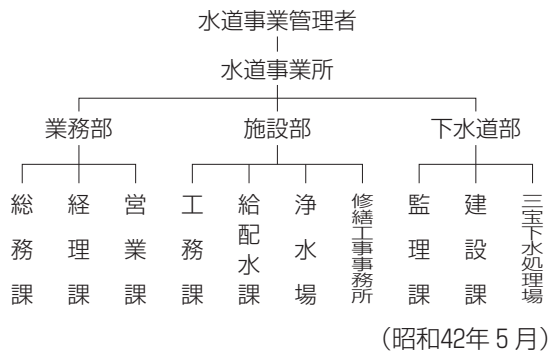 水道事業管理者
水道事業所
業務部
施設部
下水道部
総務課
経理課
営業課
工務課
給配水課
浄水場
修繕工事事務所
監理課
建設課
三宝下水処理場
（昭和42年５月）